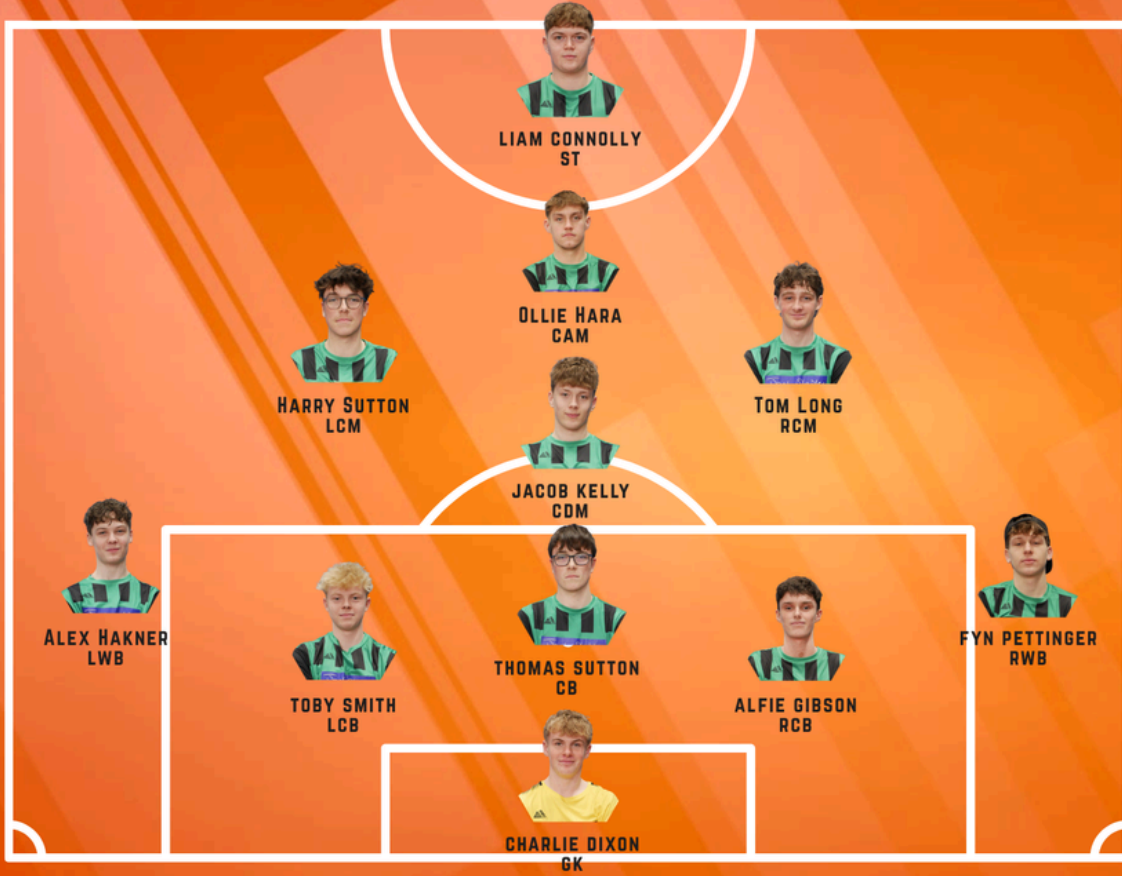 LIAM CONNOLLY
ST
OLLIE HARA
CAM
HARRY SUTTON
LCM
TOM LONG
RCM
JACOB KELLY
CDM
ALEX HAKNER
LWB
FYN PETTINGER
RWB
TOBY SMITH
LCB
THOMAS SUTTON
CB
ALFIE GIBSON
RCB
CHARLIE DIXON
GK